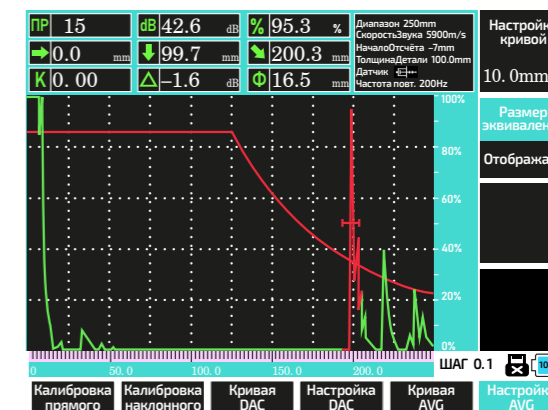 ПР 15 dB 42.6 dB % 95.3 %
0.0 mm 99.7 mm 200.3 mm
К 0. 00 △ –1.6 dB Ф 16.5 mm
Диапазон 250mm
СкоростьЗвука 5900m/s
НачалоОтсчёта –7mm
ТолщинаДетали 100.0mm
Датчик
Частота повт. 200Hz
Настройк
кривой
10. 0mm
Размер
эквивален
Отобража
100%
80%
60%
40%
20%
0%
0 50. 0 100. 0 150. 0 200. 0
ШАГ 0.1
10
Калибровка прямого
Калибровка наклонного
Кривая DAC
Настройка DAC
Кривая AVG
Настройк AVG